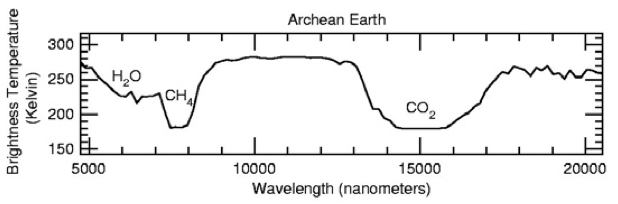 Archean Earth
Brightness Temperature
(Kelvin)
300
250
200
150
H₂O
CH₄
CO₂
5000 10000 15000 20000
Wavelength (nanometers)